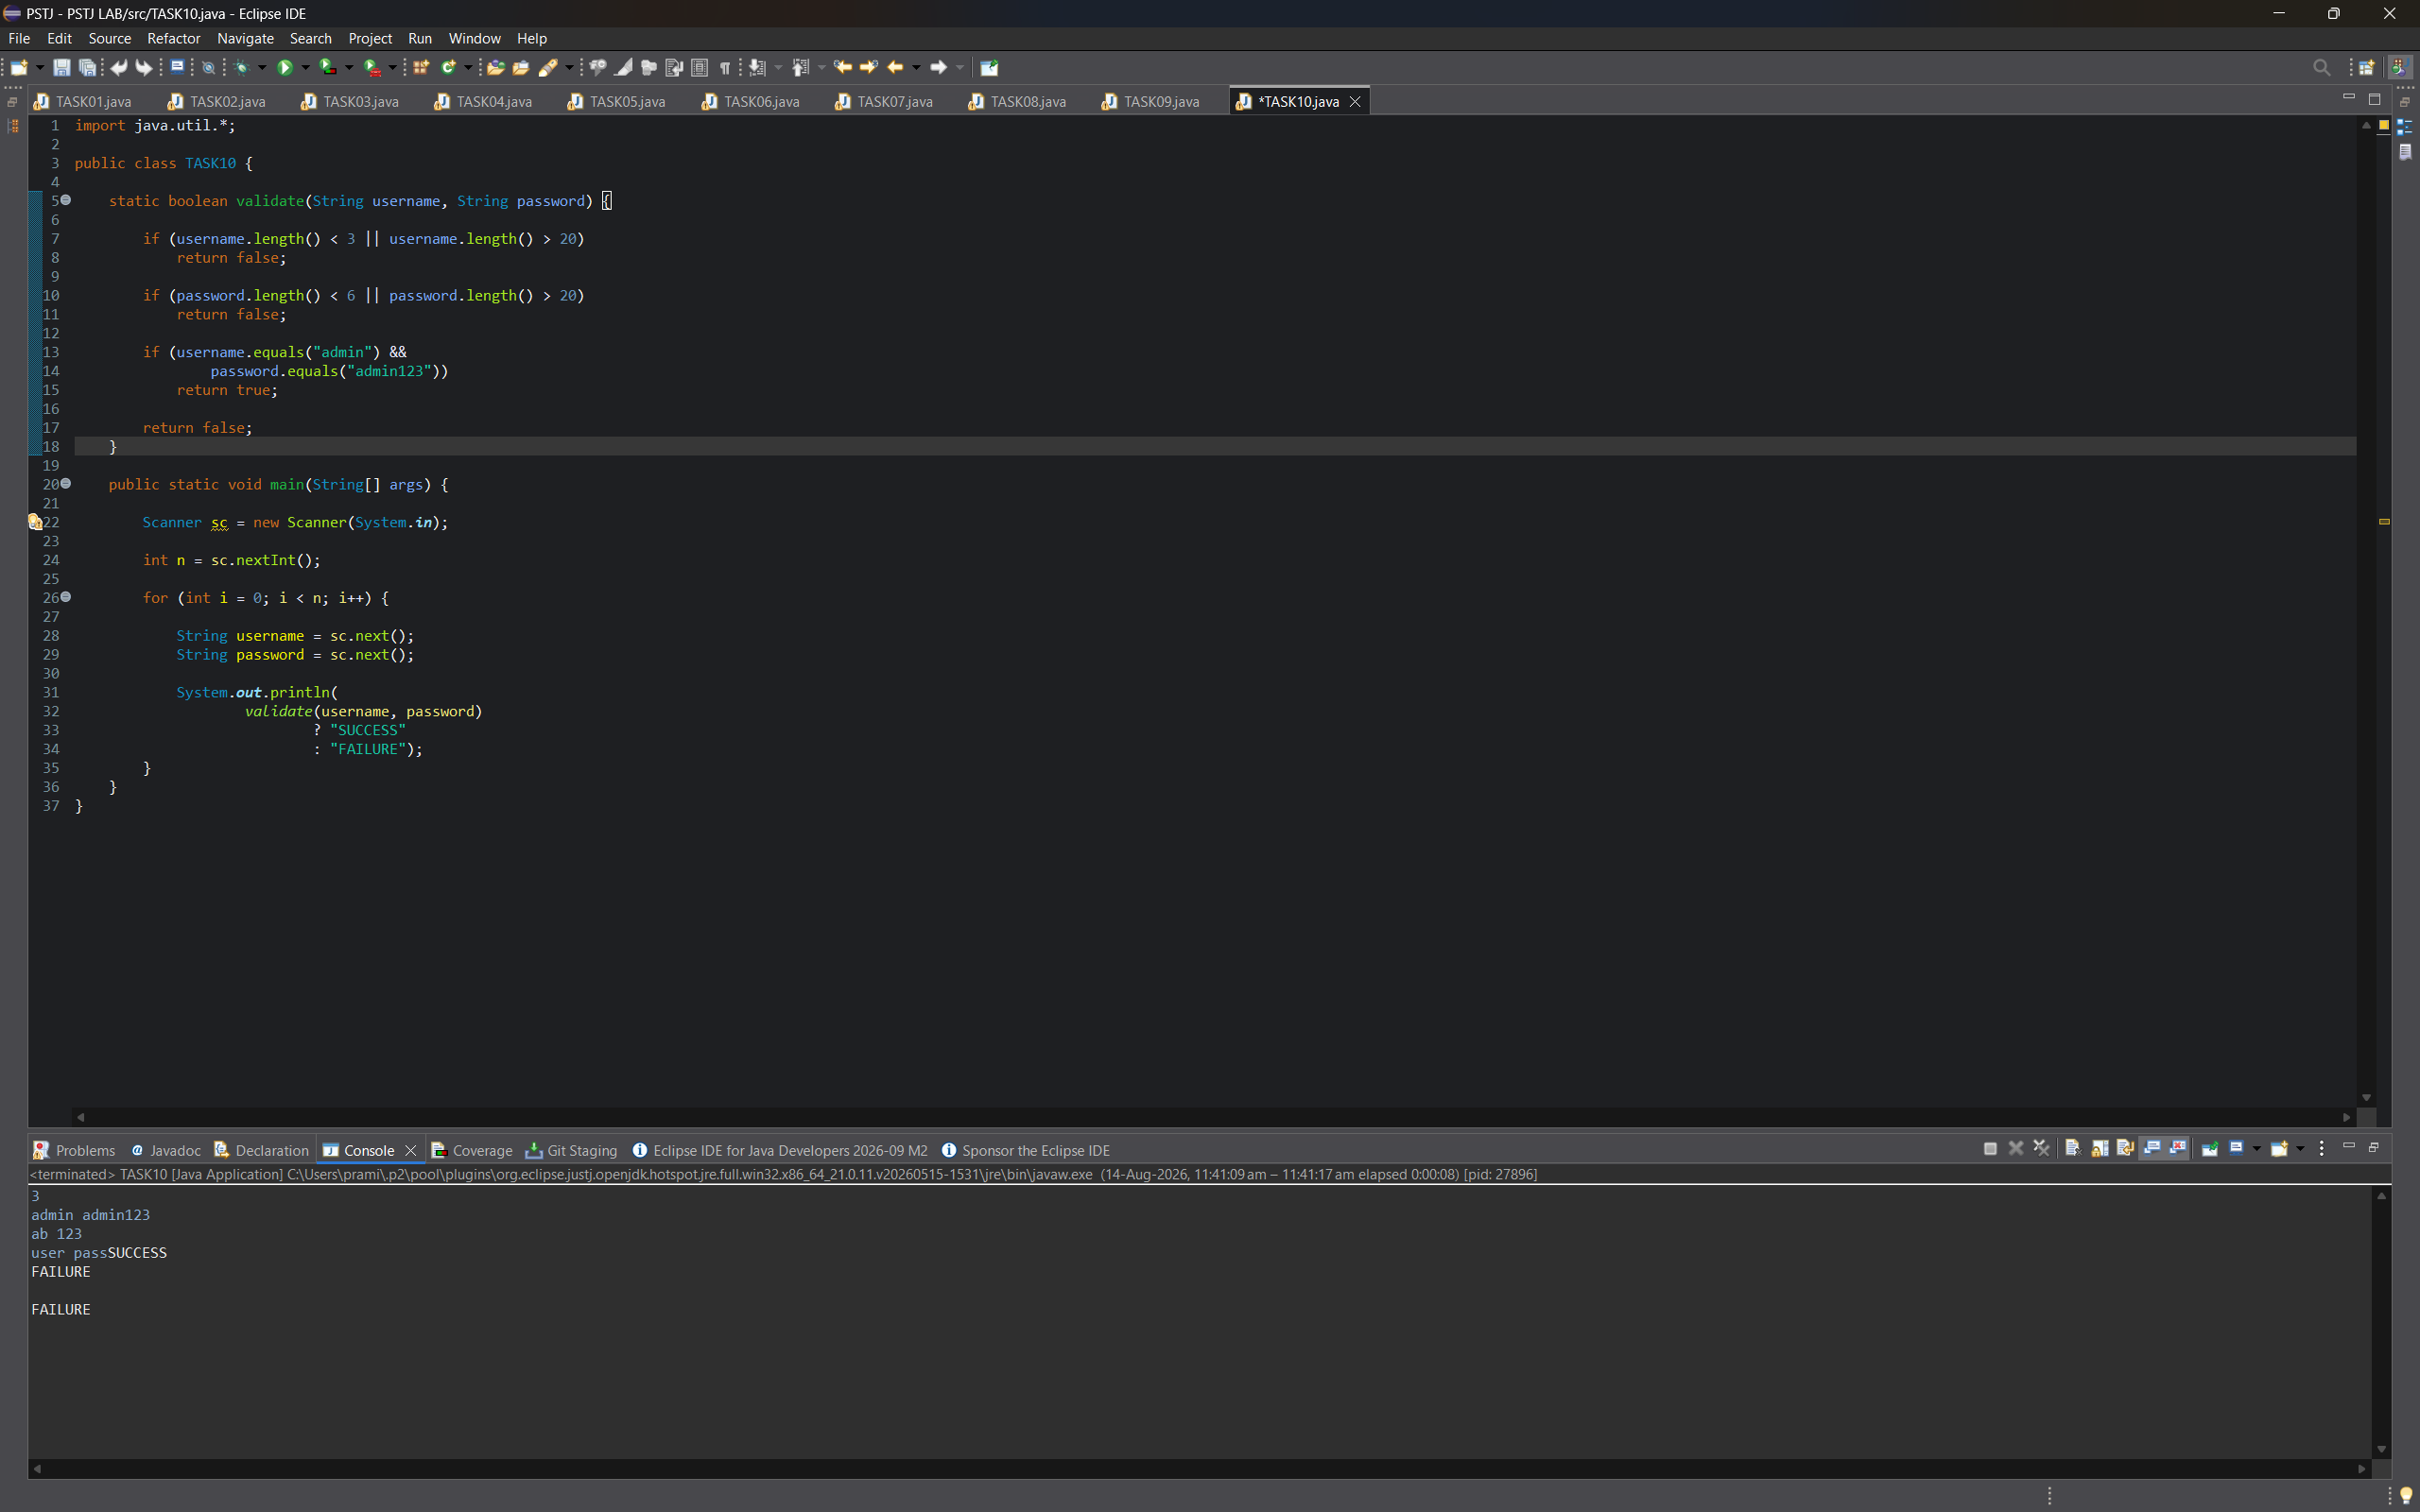 PSTJ - PSTJ LAB/src/TASK10.java - Eclipse IDE
File Edit Source Refactor Navigate Search Project Run Window Help
TASK01.java TASK02.java TASK03.java TASK04.java TASK05.java TASK06.java TASK07.java TASK08.java TASK09.java *TASK10.java
1 import java.util.*;
2
3 public class TASK10 {
4
5 static boolean validate(String username, String password) {
6
7 if (username.length() < 3 || username.length() > 20)
8 return false;
9
10 if (password.length() < 6 || password.length() > 20)
11 return false;
12
13 if (username.equals("admin") &&
14 password.equals("admin123"))
15 return true;
16
17 return false;
18 }
19
20 public static void main(String[] args) {
21
22 Scanner sc = new Scanner(System.in);
23
24 int n = sc.nextInt();
25
26 for (int i = 0; i < n; i++) {
27
28 String username = sc.next();
29 String password = sc.next();
30
31 System.out.println(
32 validate(username, password)
33 ? "SUCCESS"
34 : "FAILURE");
35 }
36 }
37 }
Problems @ Javadoc Declaration Console Coverage Git Staging Eclipse IDE for Java Developers 2026-09 M2 Sponsor the Eclipse IDE
<terminated> TASK10 [Java Application] C:\Users\prami\.p2\pool\plugins\org.eclipse.justj.openjdk.hotspot.jre.full.win32.x86_64_21.0.11.v20260515-1531\jre\bin\javaw.exe (14-Aug-2026, 11:41:09 am – 11:41:17 am elapsed 0:00:08) [pid: 27896]
3
admin admin123
ab 123
user passSUCCESS
FAILURE
FAILURE